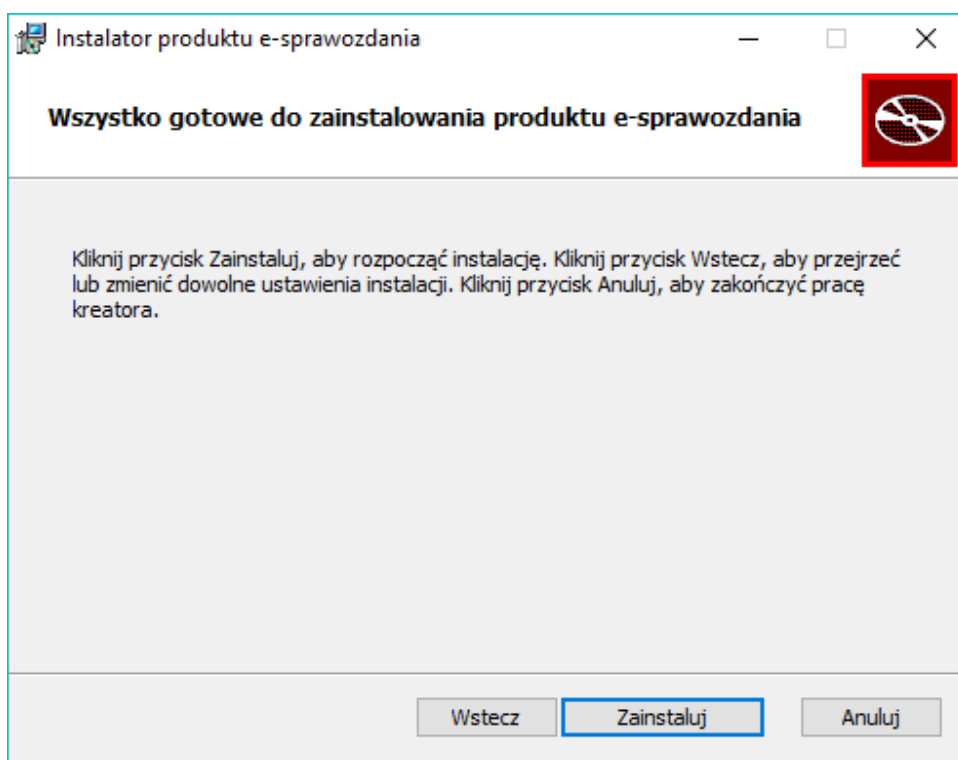 Instalator produktu e-sprawozdania
Wszystko gotowe do zainstalowania produktu e-sprawozdania
Kliknij przycisk Zainstaluj, aby rozpocząć instalację. Kliknij przycisk Wstecz, aby przejrzeć
lub zmienić dowolne ustawienia instalacji. Kliknij przycisk Anuluj, aby zakończyć pracę
kreatora.
Wstecz Zainstaluj Anuluj